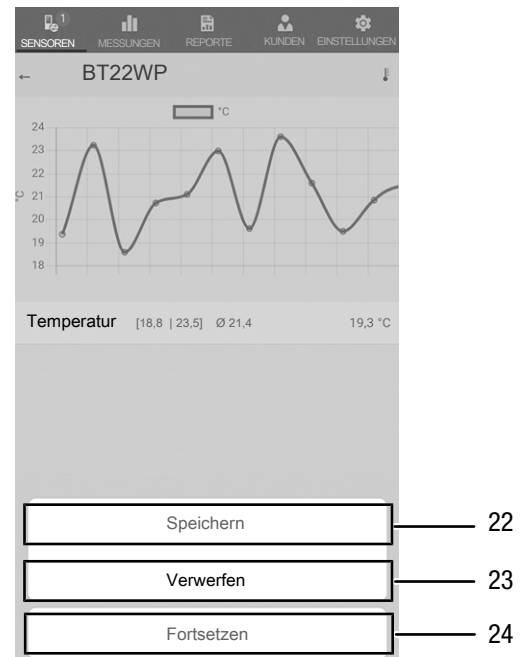 1
SENSOREN MESSUNGEN REPORTE KUNDEN EINSTELLUNGEN
← BT22WP
°C
24
23
22
21
20
19
18
°C
Temperatur [18,8 | 23,5] Ø 21,4 19,3 °C
Speichern 22
Verwerfen 23
Fortsetzen 24